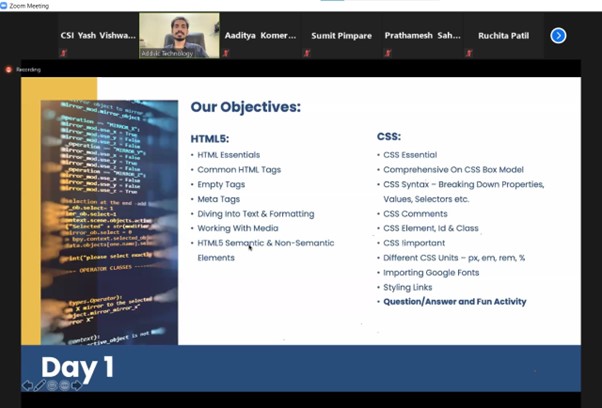 Zoom Meeting
CSI Yash Vishwa...
Aaditya Komer...
Sumit Pimpare
Prathamesh Sah...
Ruchita Patil
Technology
Recording
Our Objectives:
HTML5:
• HTML Essentials
• Common HTML Tags
• Empty Tags
• Meta Tags
• Diving Into Text & Formatting
• Working With Media
• HTML5 Semantic & Non-Semantic
Elements
CSS:
• CSS Essential
• Comprehensive On CSS Box Model
• CSS Syntax – Breaking Down Properties,
Values, Selectors etc.
• CSS Comments
• CSS Element, Id & Class
• CSS !important
• Different CSS Units – px, em, rem, %
• Importing Google Fonts
• Styling Links
• Question/Answer and Fun Activity
Day 1